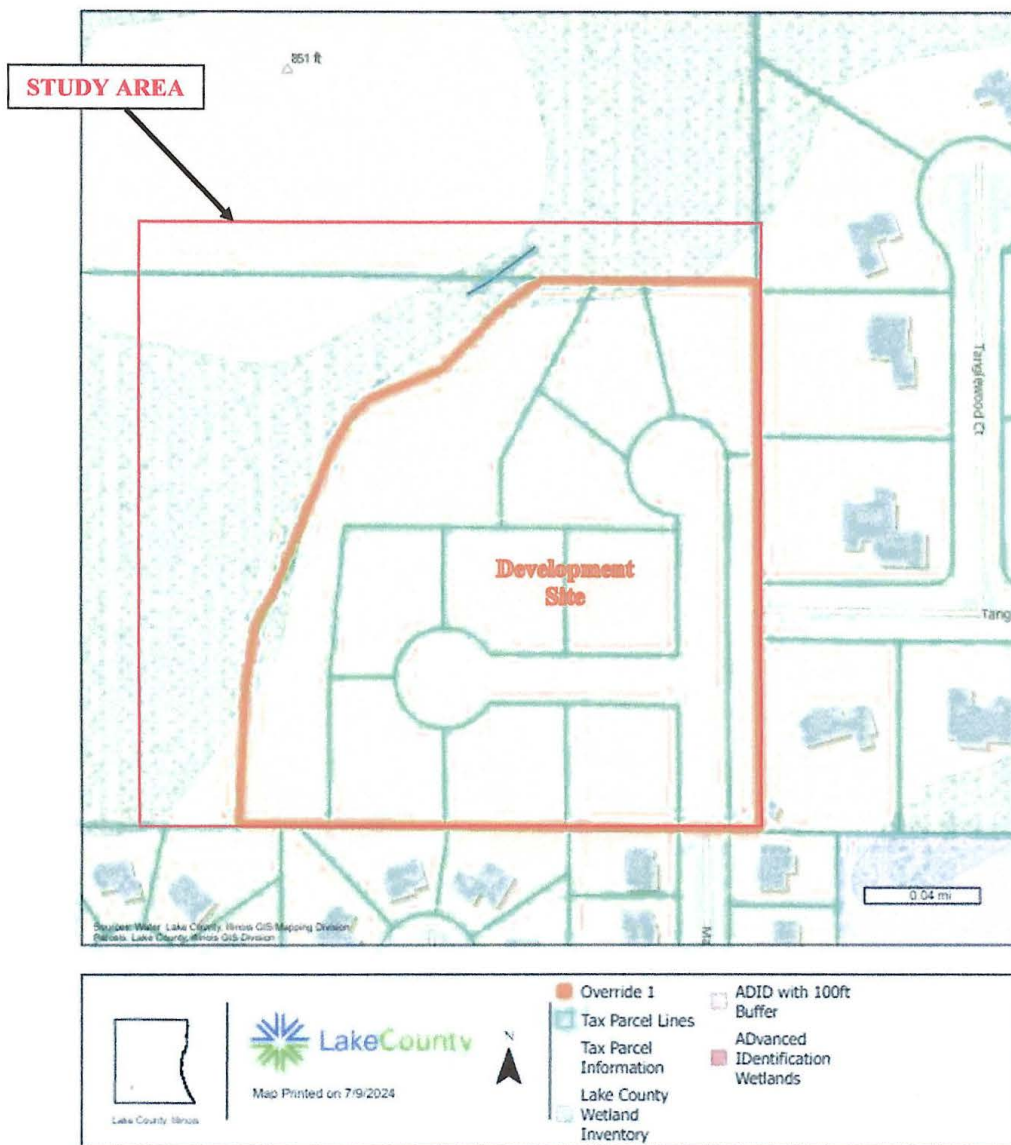 851 ft
STUDY AREA
Tanglewood Ct
Development
Site
Tang
0.04 mi
Ma
Sources: Water: Lake County, Illinois GIS Mapping Division
Parcels: Lake County, Illinois GIS Division
Lake County, Illinois
LakeCounty
Map Printed on 7/9/2024
N
Override 1
Tax Parcel Lines
Tax Parcel
Information
Lake County
Wetland
Inventory
ADID with 100ft
Buffer
ADvanced
IDentification
Wetlands